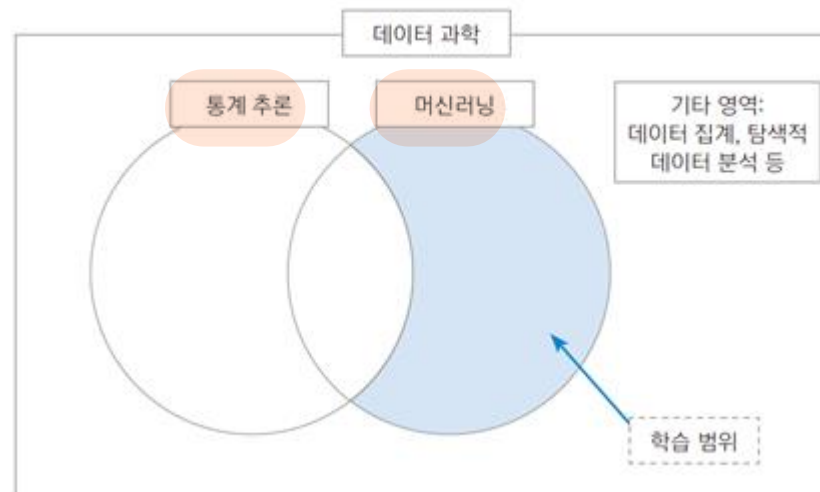 데이터 과학
통계 추론
머신러닝
기타 영역:
데이터 집계, 탐색적
데이터 분석 등
학습 범위